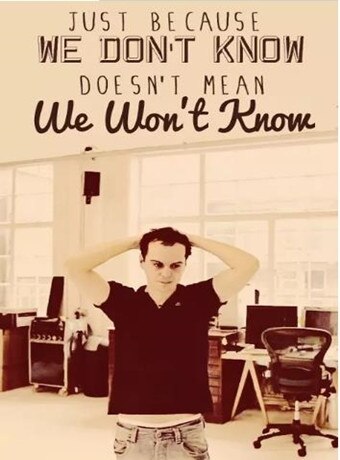 JUST BECAUSE
WE DON'T KNOW
DOESN'T MEAN
We Won't Know